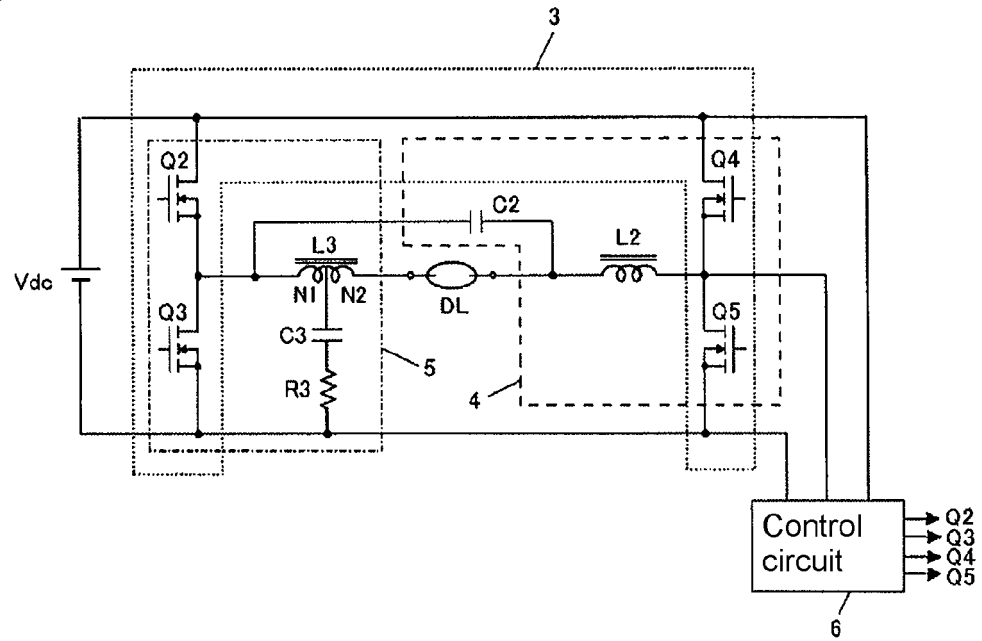 3
Q2
Q4
C2
L3
L2
Vdc
N1
N2
DL
Q3
Q5
C3
5
R3
4
Control
circuit
Q2
Q3
Q4
Q5
6